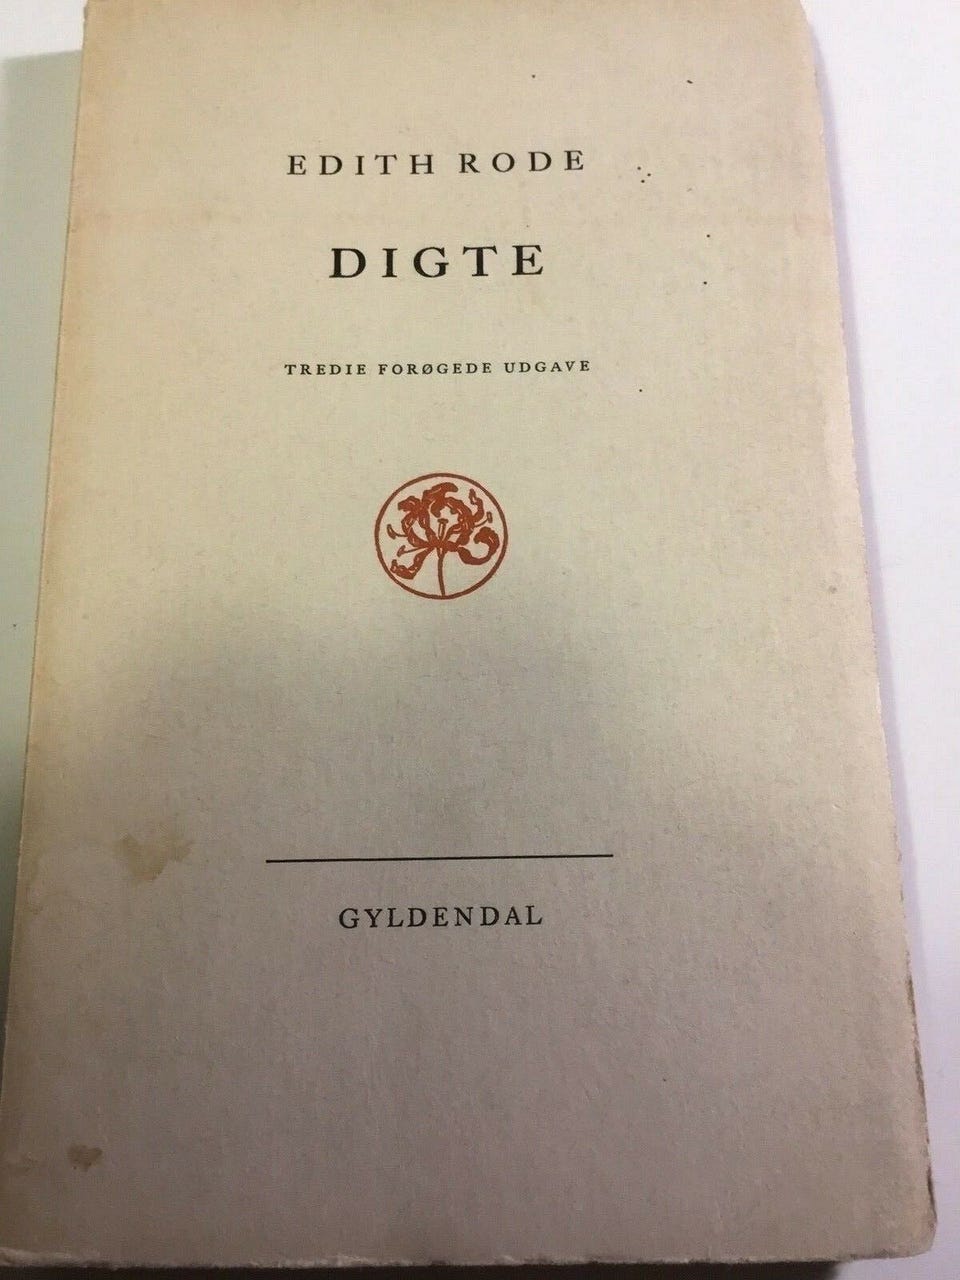 EDITH RODE
DIGTE
TREDIE FORØGEDE UDGAVE
GYLDENDAL